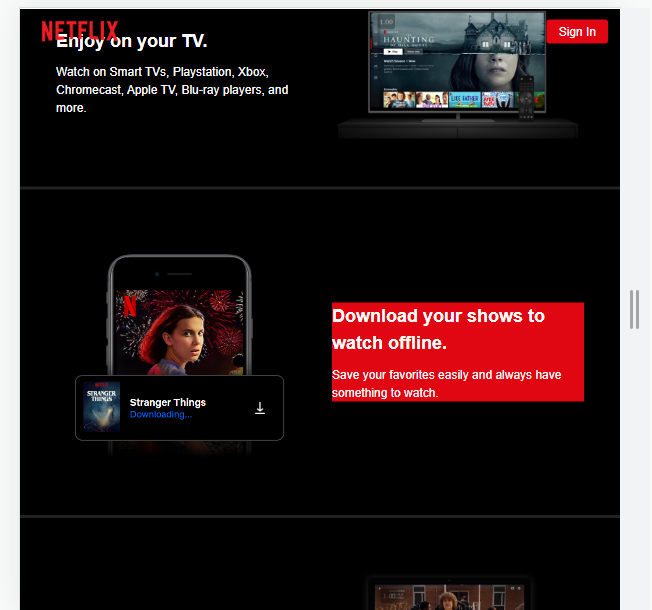 NETFLIX
Sign In
Enjoy on your TV.
Watch on Smart TVs, Playstation, Xbox,
Chromecast, Apple TV, Blu-ray players, and
more.
HAUNTING
Download your shows to
watch offline.
Save your favorites easily and always have
something to watch.
N
STRANGER
THINGS
Stranger Things
Downloading...